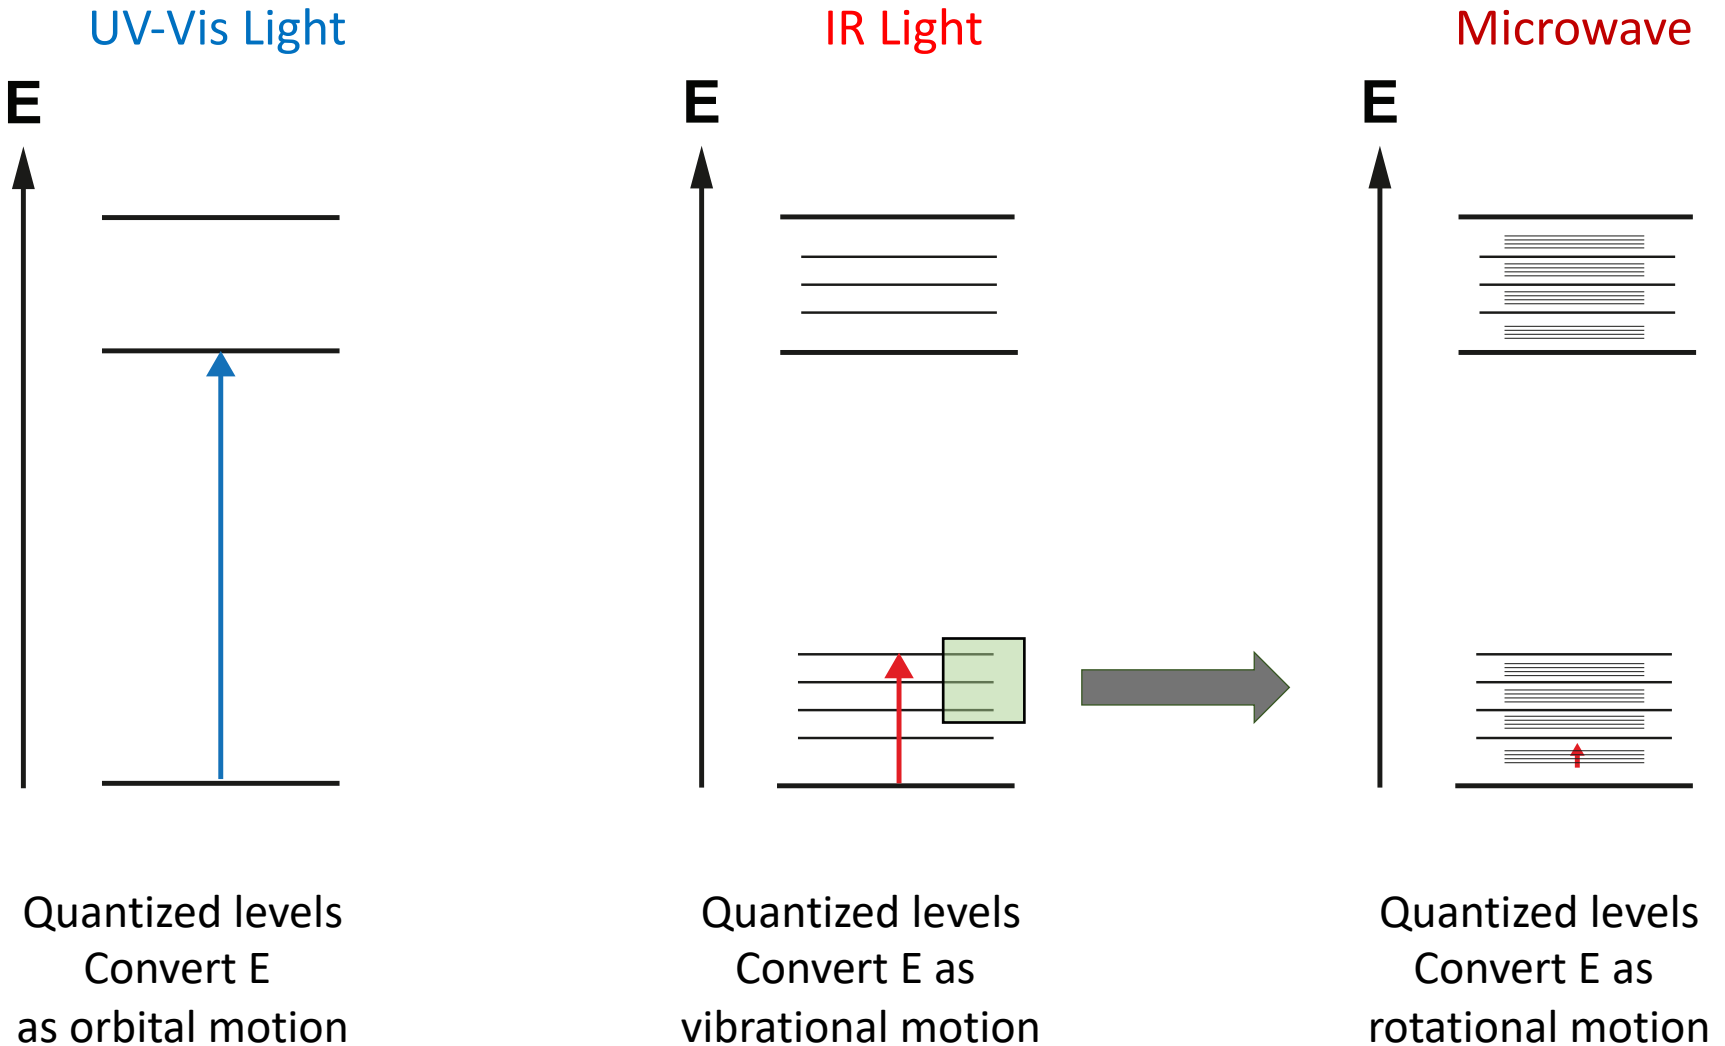 UV-Vis Light
IR Light
Microwave
E
E
E
Quantized levels
Convert E
as orbital motion
Quantized levels
Convert E as
vibrational motion
Quantized levels
Convert E as
rotational motion